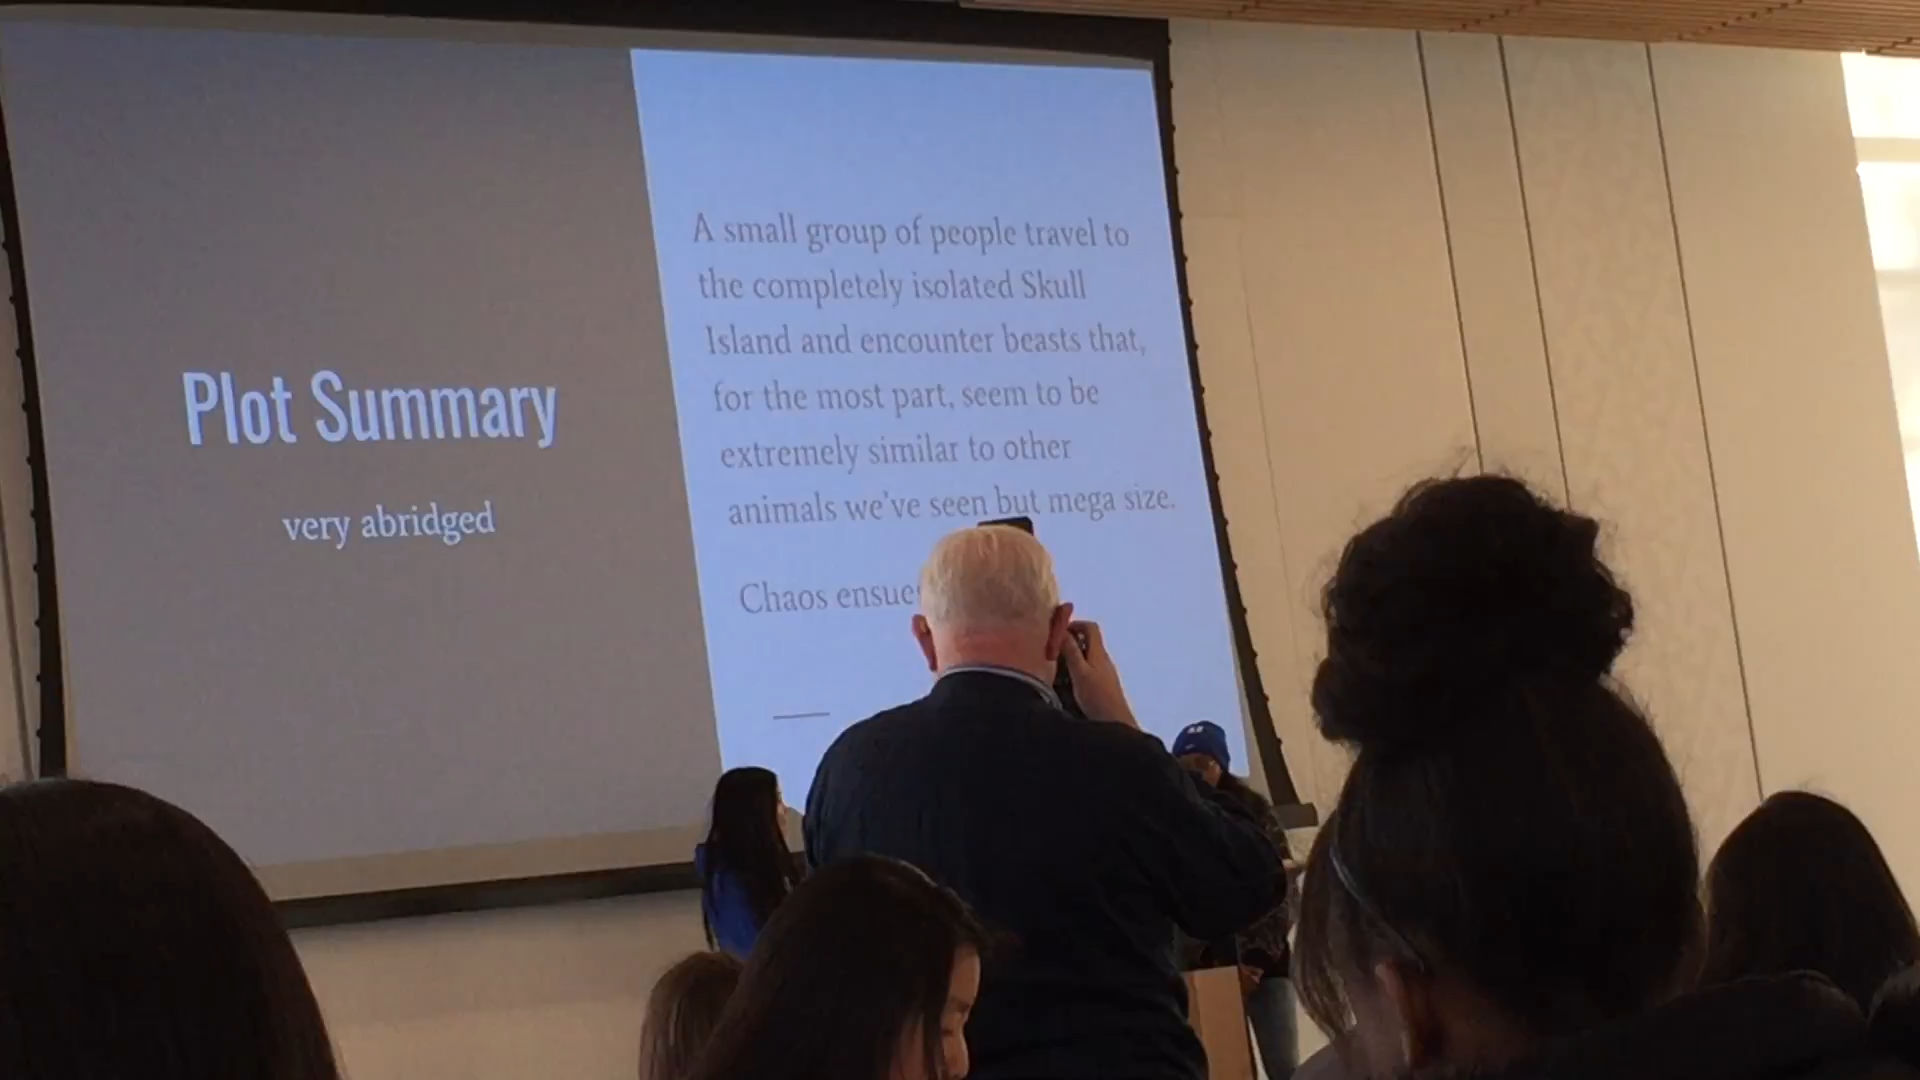 Plot Summary
very abridged
A small group of people travel to
the completely isolated Skull
Island and encounter beasts that,
for the most part, seem to be
extremely similar to other
animals we've seen but mega size.
Chaos